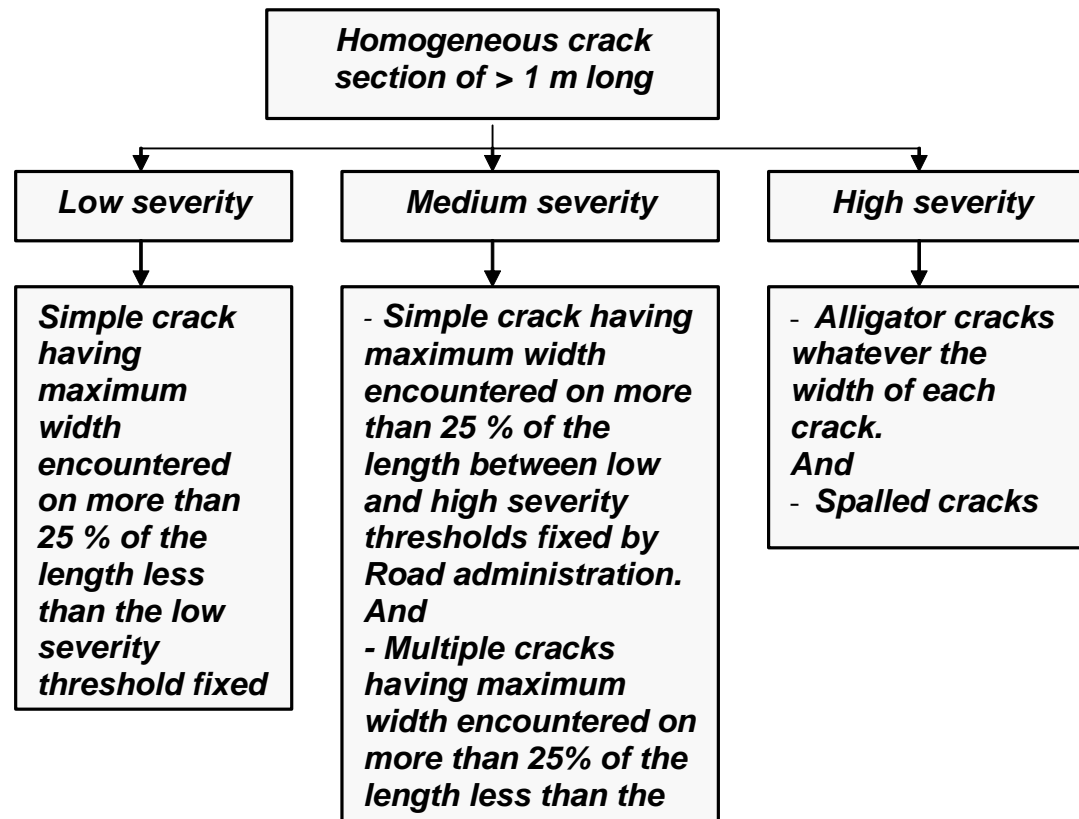 Homogeneous crack
section of > 1 m long
Low severity
Medium severity
High severity
Simple crack
having
maximum
width
encountered
on more than
25 % of the
length less
than the low
severity
threshold fixed
- Simple crack having
maximum width
encountered on more
than 25 % of the
length between low
and high severity
thresholds fixed by
Road administration.
And
- Multiple cracks
having maximum
width encountered on
more than 25% of the
length less than the
- Alligator cracks
whatever the
width of each
crack.
And
- Spalled cracks